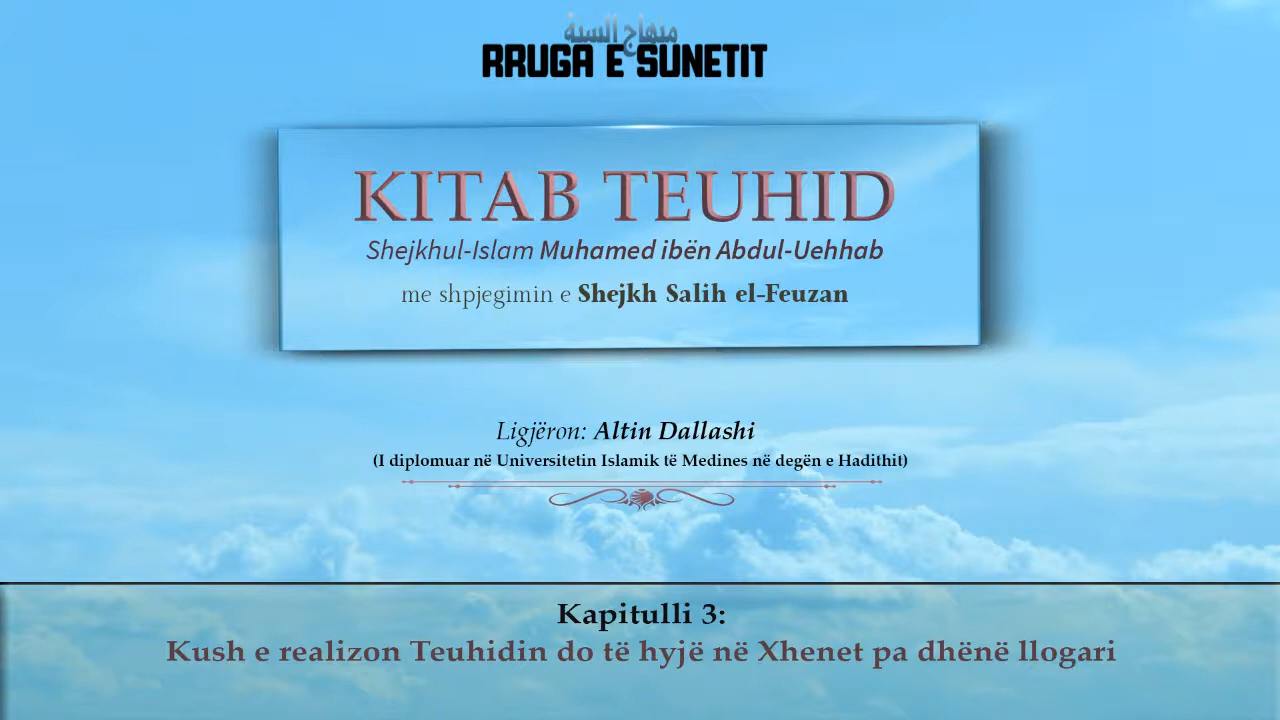 منهاج السنة
RRUGA E SUNETIT
KITAB TEUHID
Shejkhul-Islam Muhamed ibën Abdul-Uehhab
me shpjegimin e Shejkh Salih el-Feuzan
Ligjëron: Altin Dallashi
(I diplomuar në Universitetin Islamik të Medines në degën e Hadithit)
Kapitulli 3:
Kush e realizon Teuhidin do të hyjë në Xhenet pa dhënë llogari